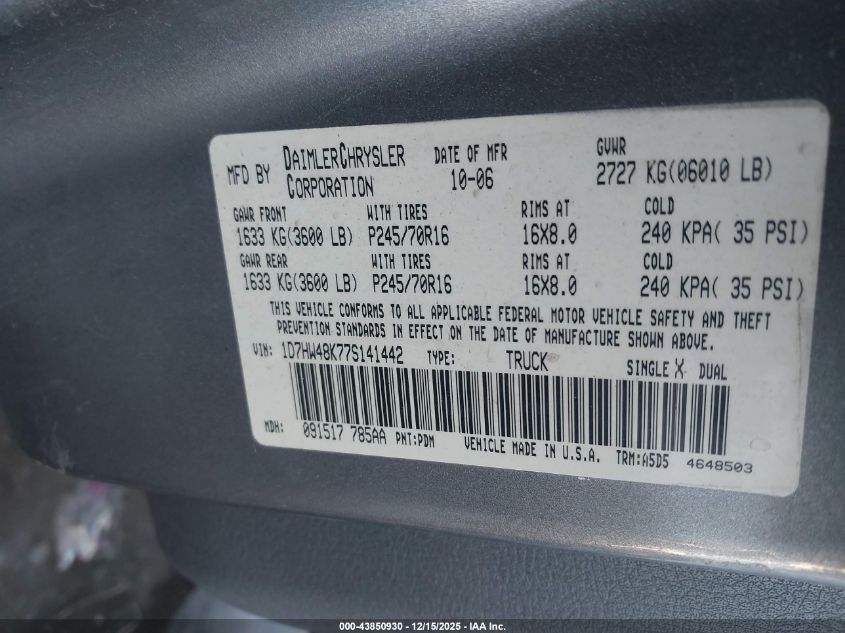 MFD BY DAIMLERCHRYSLER CORPORATION DATE OF MFR 10-06 GVWR 2727 KG(06010 LB)
GAWR FRONT WITH TIRES RIMS AT COLD
1633 KG(3600 LB) P245/70R16 16X8.0 240 KPA( 35 PSI)
GAWR REAR WITH TIRES RIMS AT COLD
1633 KG(3600 LB) P245/70R16 16X8.0 240 KPA( 35 PSI)
THIS VEHICLE CONFORMS TO ALL APPLICABLE FEDERAL MOTOR VEHICLE SAFETY AND THEFT
PREVENTION STANDARDS IN EFFECT ON THE DATE OF MANUFACTURE SHOWN ABOVE.
VIN: 1D7HW48K77S141442 TYPE: TRUCK SINGLE X DUAL
MDH: 091517 785AA PNT:PDM VEHICLE MADE IN U.S.A. TRM:A5D5 4648503
000-43850930 - 12/15/2025 - IAA Inc.